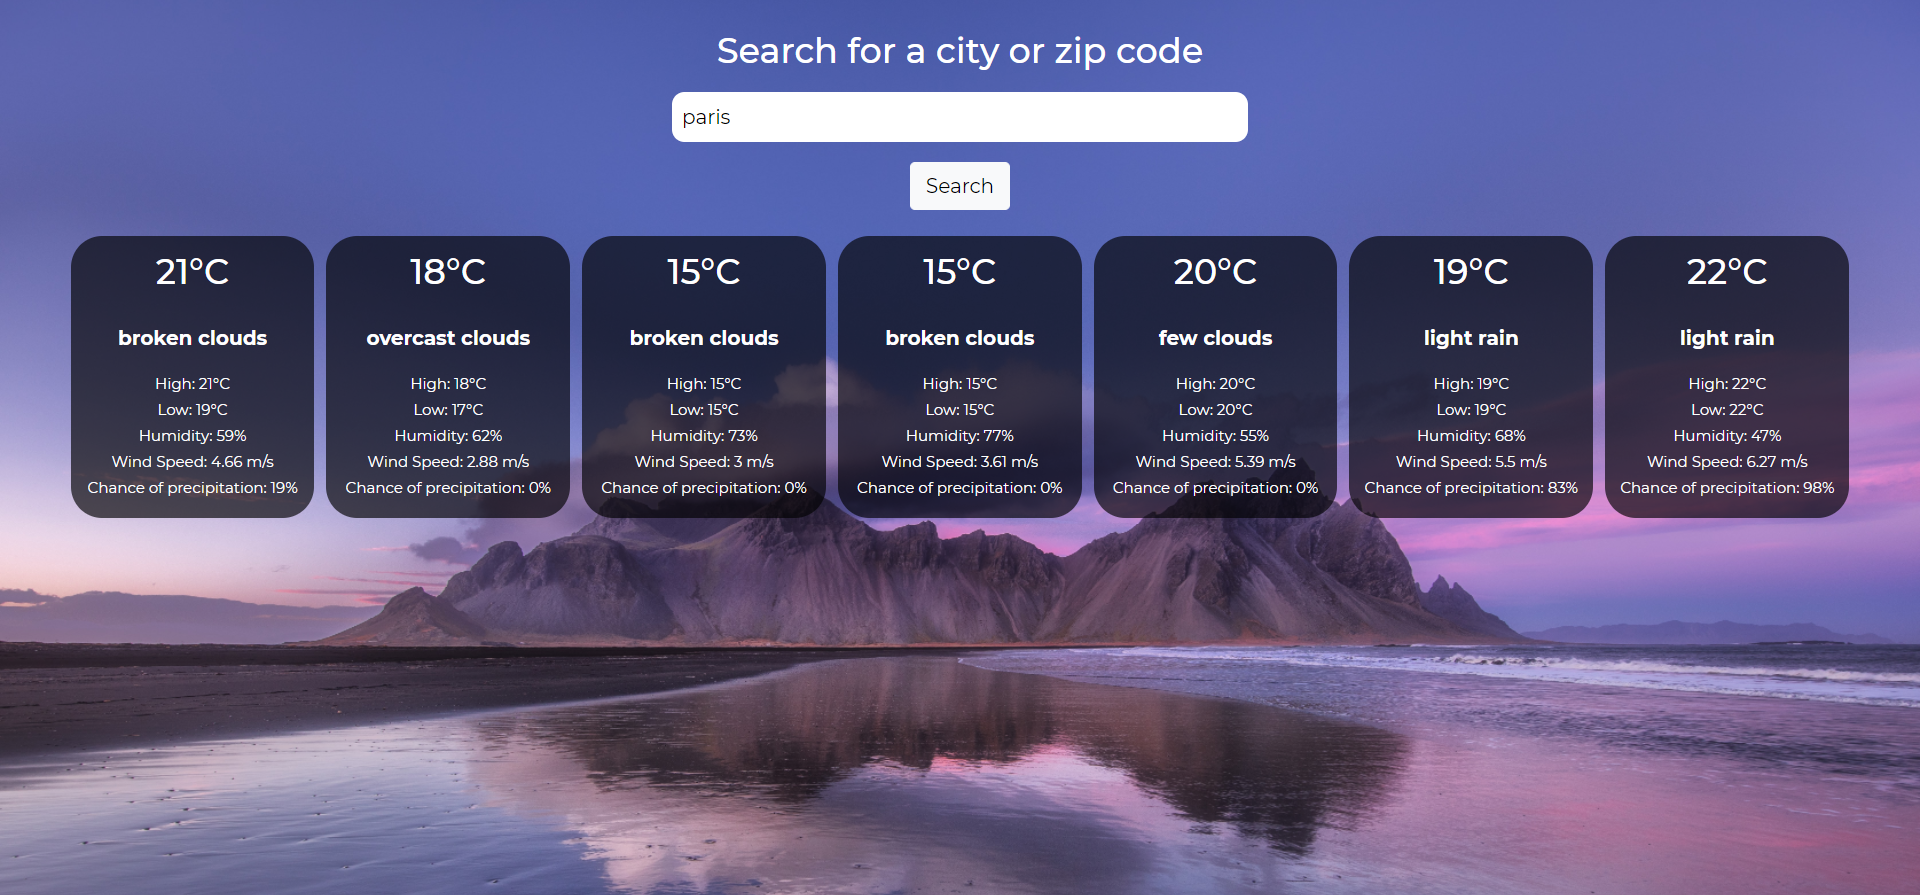 Search for a city or zip code
paris
Search
21°C
broken clouds
High: 21°C
Low: 19°C
Humidity: 59%
Wind Speed: 4.66 m/s
Chance of precipitation: 19%
18°C
overcast clouds
High: 18°C
Low: 17°C
Humidity: 62%
Wind Speed: 2.88 m/s
Chance of precipitation: 0%
15°C
broken clouds
High: 15°C
Low: 15°C
Humidity: 73%
Wind Speed: 3 m/s
Chance of precipitation: 0%
15°C
broken clouds
High: 15°C
Low: 15°C
Humidity: 77%
Wind Speed: 3.61 m/s
Chance of precipitation: 0%
20°C
few clouds
High: 20°C
Low: 20°C
Humidity: 55%
Wind Speed: 5.39 m/s
Chance of precipitation: 0%
19°C
light rain
High: 19°C
Low: 19°C
Humidity: 68%
Wind Speed: 5.5 m/s
Chance of precipitation: 83%
22°C
light rain
High: 22°C
Low: 22°C
Humidity: 47%
Wind Speed: 6.27 m/s
Chance of precipitation: 98%